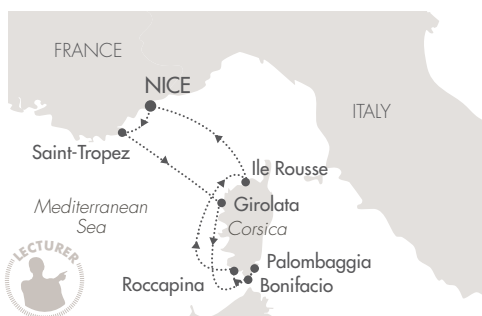 FRANCE
NICE
ITALY
Saint-Tropez
Ile Rousse
Mediterranean
Sea
Girolata
Corsica
LECTURER
Palombaggia
Roccapina
Bonifacio